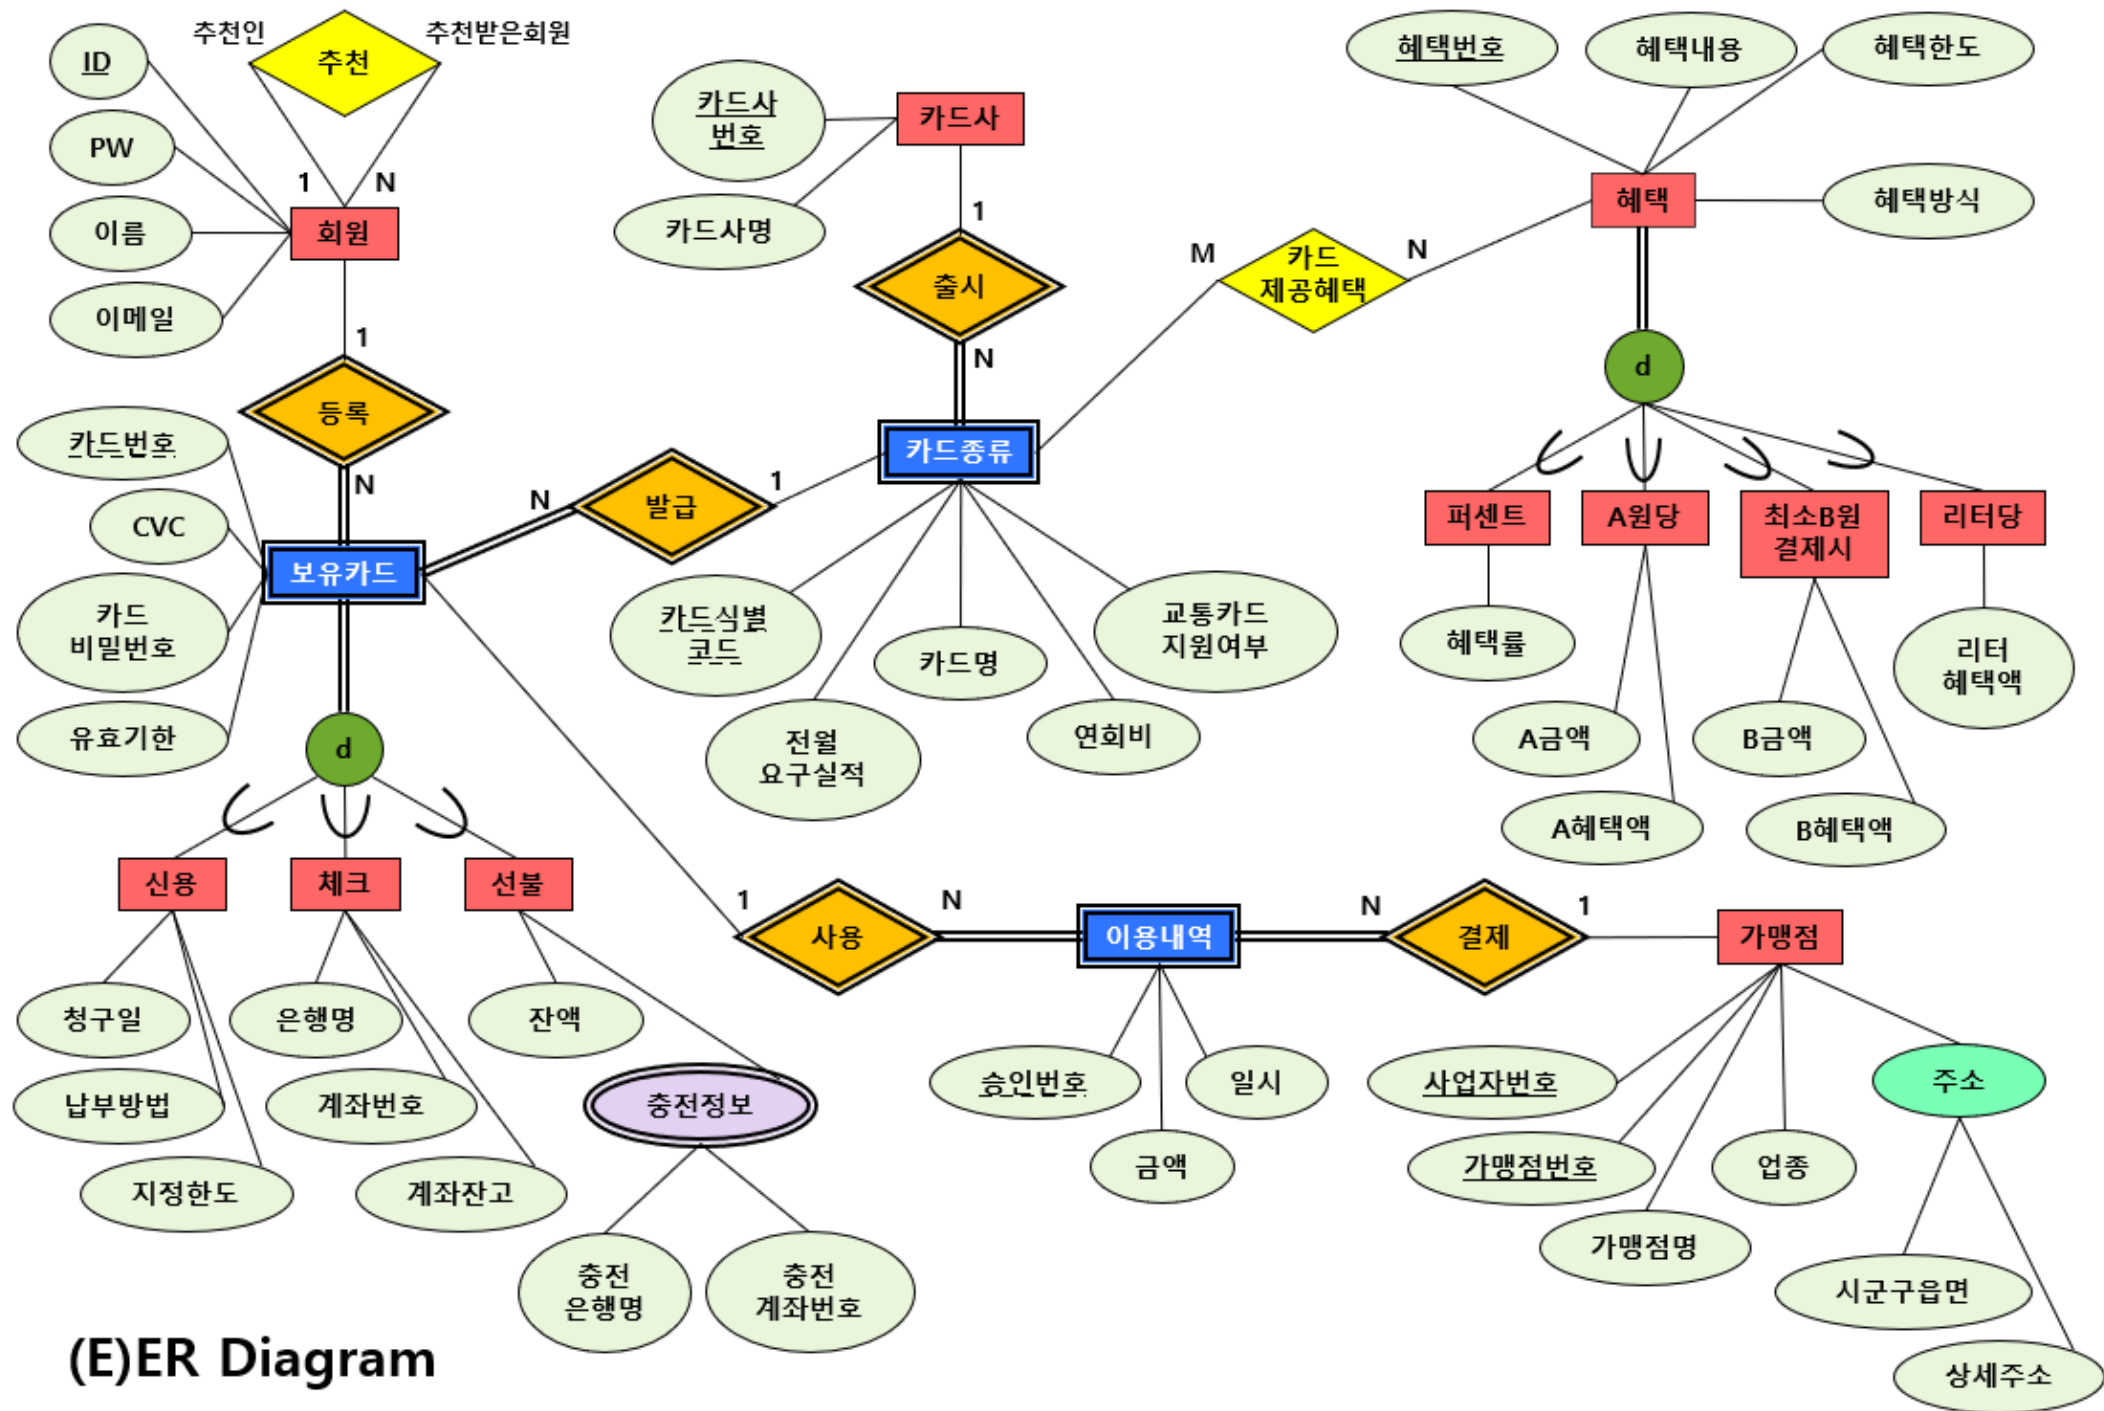 추천인
추천
추천받은회원
ID
PW
이름
이메일
1
N
회원
1
등록
N
카드번호
CVC
카드
비밀번호
유효기한
보유카드
d
신용
체크
선불
청구일
납부방법
지정한도
은행명
계좌번호
계좌잔고
잔액
충전정보
충전
은행명
충전
계좌번호
카드사
번호
카드사명
카드사
1
출시
N
카드종류
N
발급
1
카드식별
코드
전월
요구실적
카드명
연회비
교통카드
지원여부
M
카드
제공혜택
N
혜택번호
혜택내용
혜택한도
혜택
혜택방식
d
퍼센트
A원당
최소B원
결제시
리터당
혜택률
A금액
A혜택액
B금액
B혜택액
리터
혜택액
1
사용
N
이용내역
N
결제
1
가맹점
승인번호
금액
일시
사업자번호
가맹점번호
가맹점명
업종
주소
시군구읍면
상세주소
(E)ER Diagram